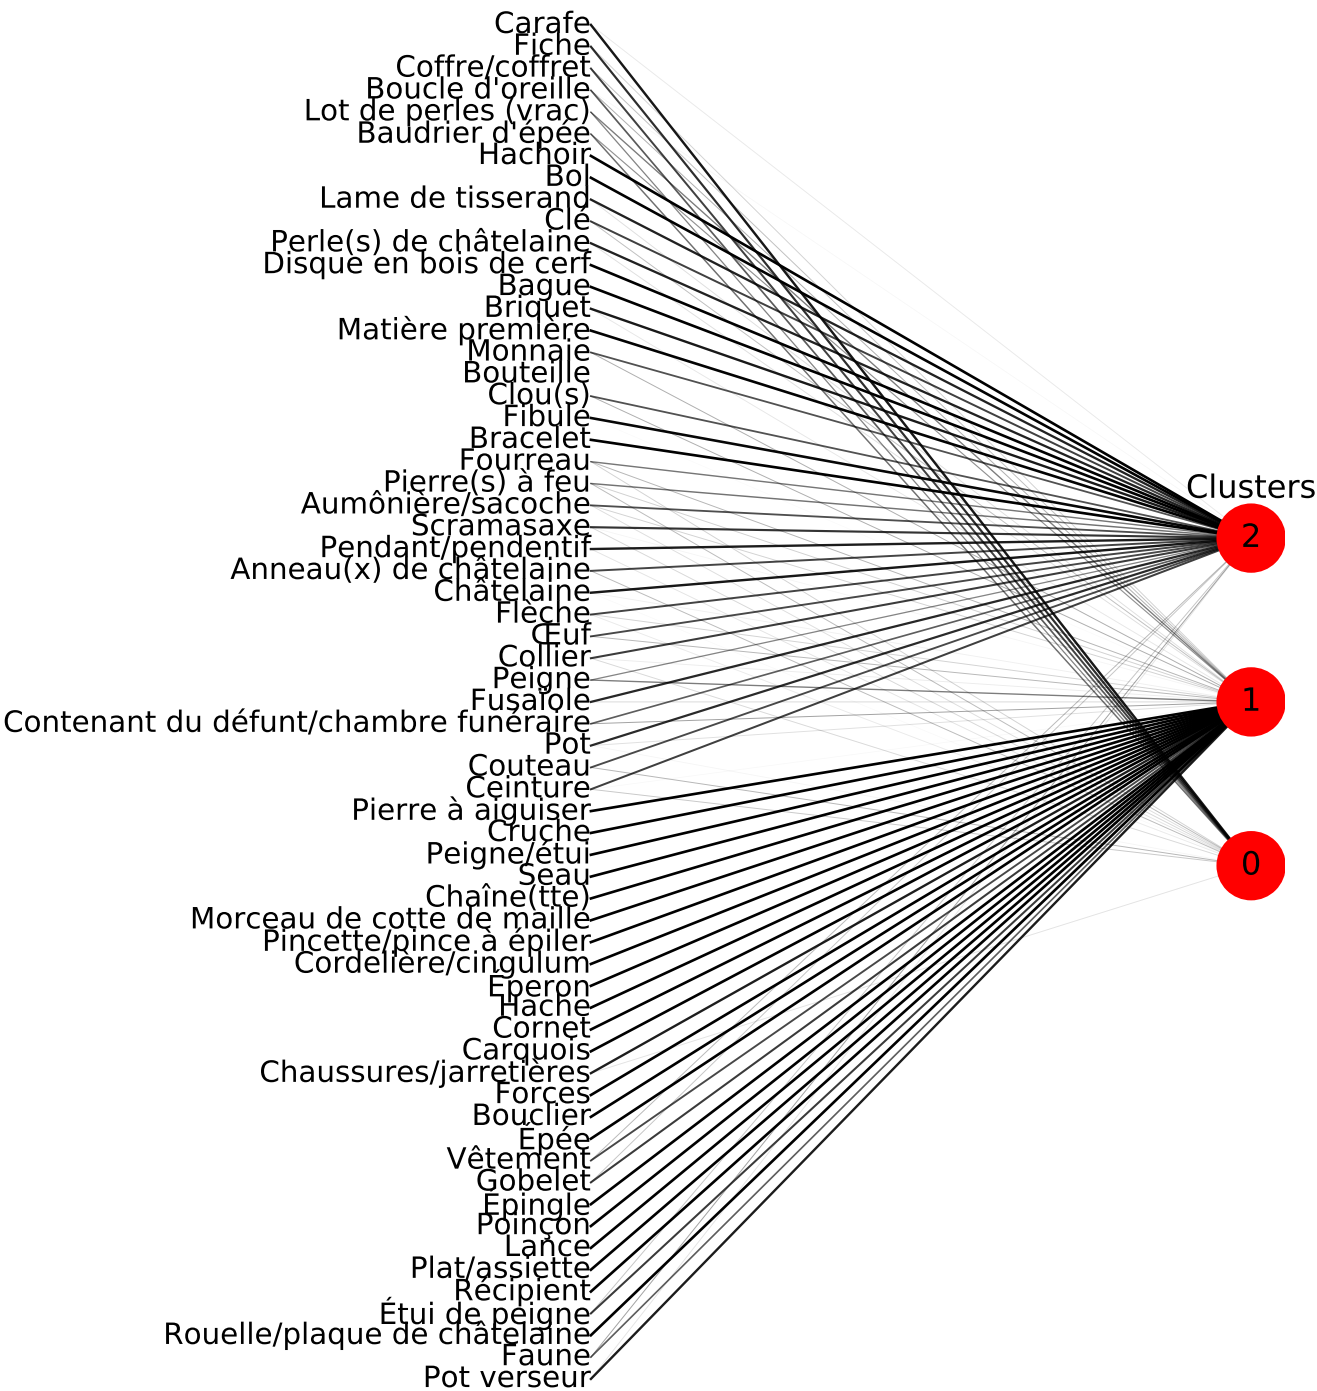 Carafe
Fiche
Coffre/coffret
Boucle d'oreille
Lot de perles (vrac)
Baudrier d'épée
Hachoir
Bol
Lame de tisserand
Clé
Perle(s) de châtelaine
Disque en bois de cerf
Bague
Briquet
Matière première
Monnaie
Bouteille
Clou(s)
Fibule
Bracelet
Fourreau
Pierre(s) à feu
Aumônière/sacoche
Scramasaxe
Pendant/pendentif
Anneau(x) de châtelaine
Châtelaine
Flèche
Œuf
Collier
Peigne
Fusaïole
Contenant du défunt/chambre funéraire
Pot
Couteau
Ceinture
Pierre à aiguiser
Cruche
Peigne/étui
Seau
Chaîne(tte)
Morceau de cotte de maille
Pincette/pince à épiler
Cordelière/cingulum
Éperon
Hache
Cornet
Carquois
Chaussures/jarretières
Forces
Bouclier
Épée
Vêtement
Gobelet
Épingle
Poinçon
Lance
Plat/assiette
Récipient
Étui de peigne
Rouelle/plaque de châtelaine
Faune
Pot verseur
Clusters
2
1
0